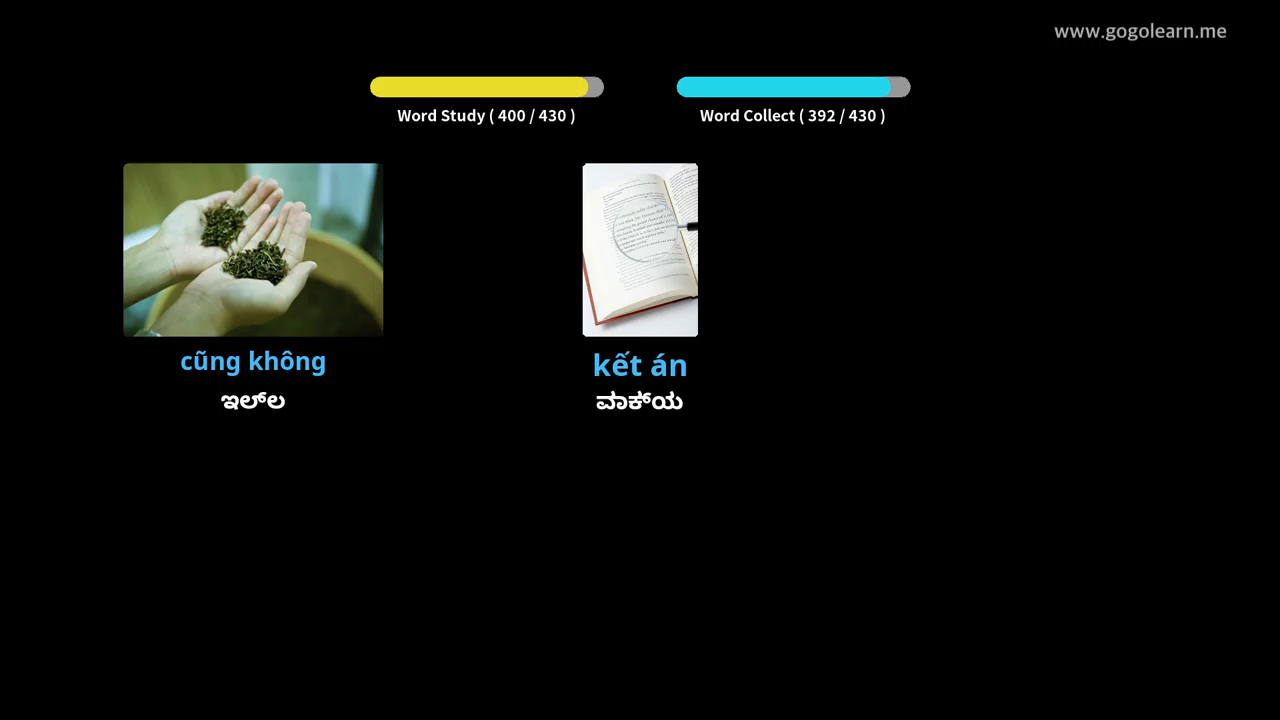 www.gogolearn.me
Word Study ( 400 / 430 )
Word Collect ( 392 / 430 )
cũng không
ಇಲ್ಲ
kết án
ವಾಕ್ಯ